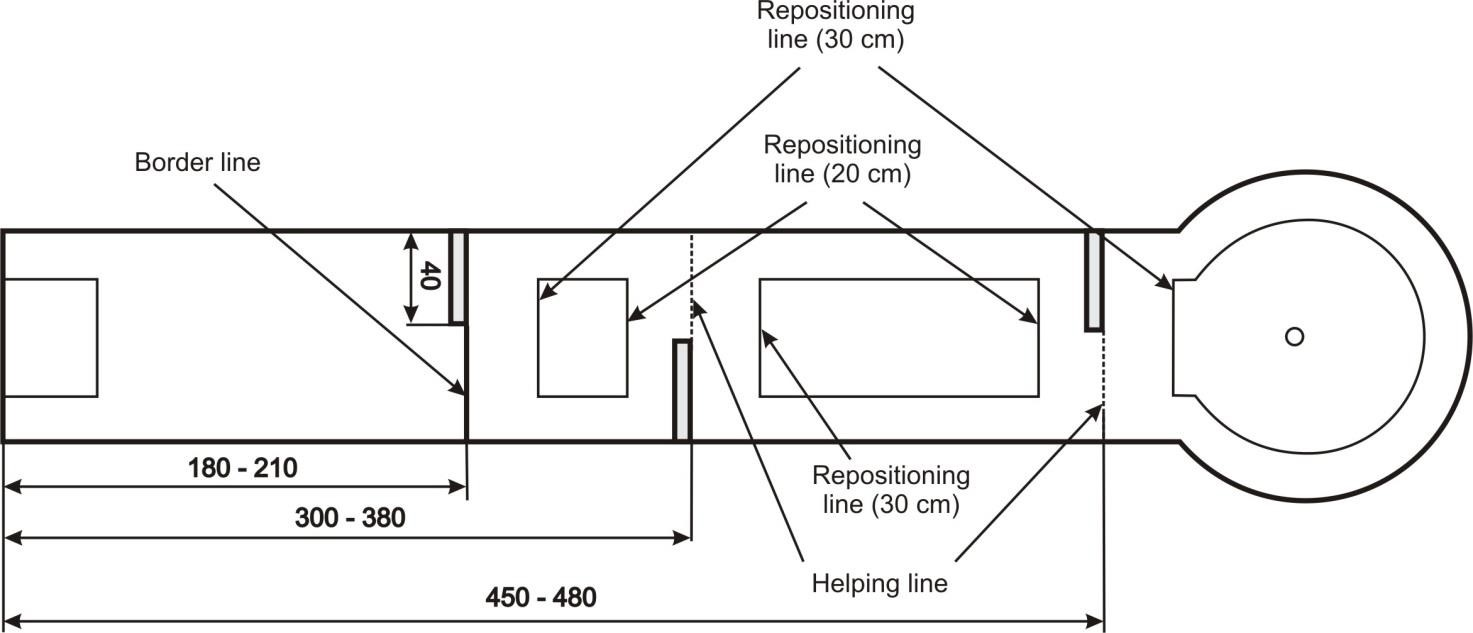 Repositioning
line (30 cm)
Repositioning
line (20 cm)
Border line
40
180 - 210
Repositioning
line (30 cm)
300 - 380
Helping line
450 - 480